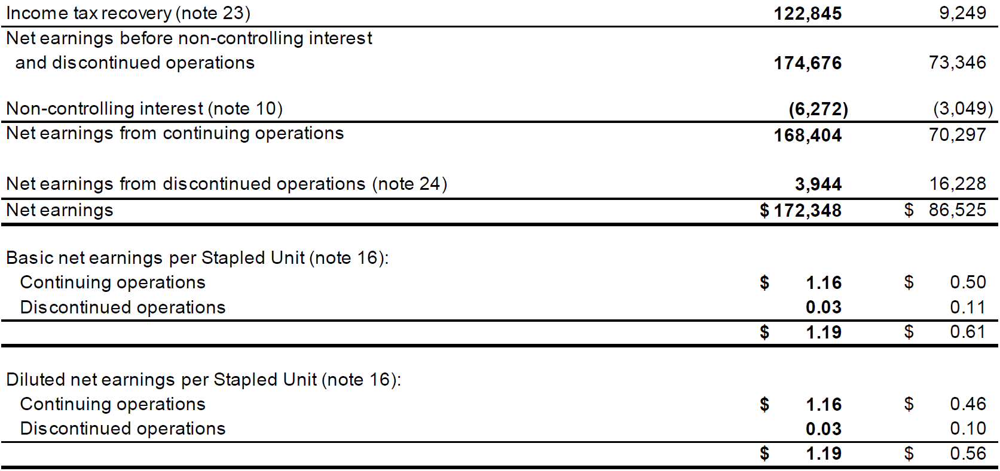 Income tax recovery (note 23) 122,845 9,249
Net earnings before non-controlling interest
and discontinued operations 174,676 73,346
Non-controlling interest (note 10) (6,272) (3,049)
Net earnings from continuing operations 168,404 70,297
Net earnings from discontinued operations (note 24) 3,944 16,228
Net earnings $ 172,348 $ 86,525
Basic net earnings per Stapled Unit (note 16):
Continuing operations $ 1.16 $ 0.50
Discontinued operations 0.03 0.11
$ 1.19 $ 0.61
Diluted net earnings per Stapled Unit (note 16):
Continuing operations $ 1.16 $ 0.46
Discontinued operations 0.03 0.10
$ 1.19 $ 0.56